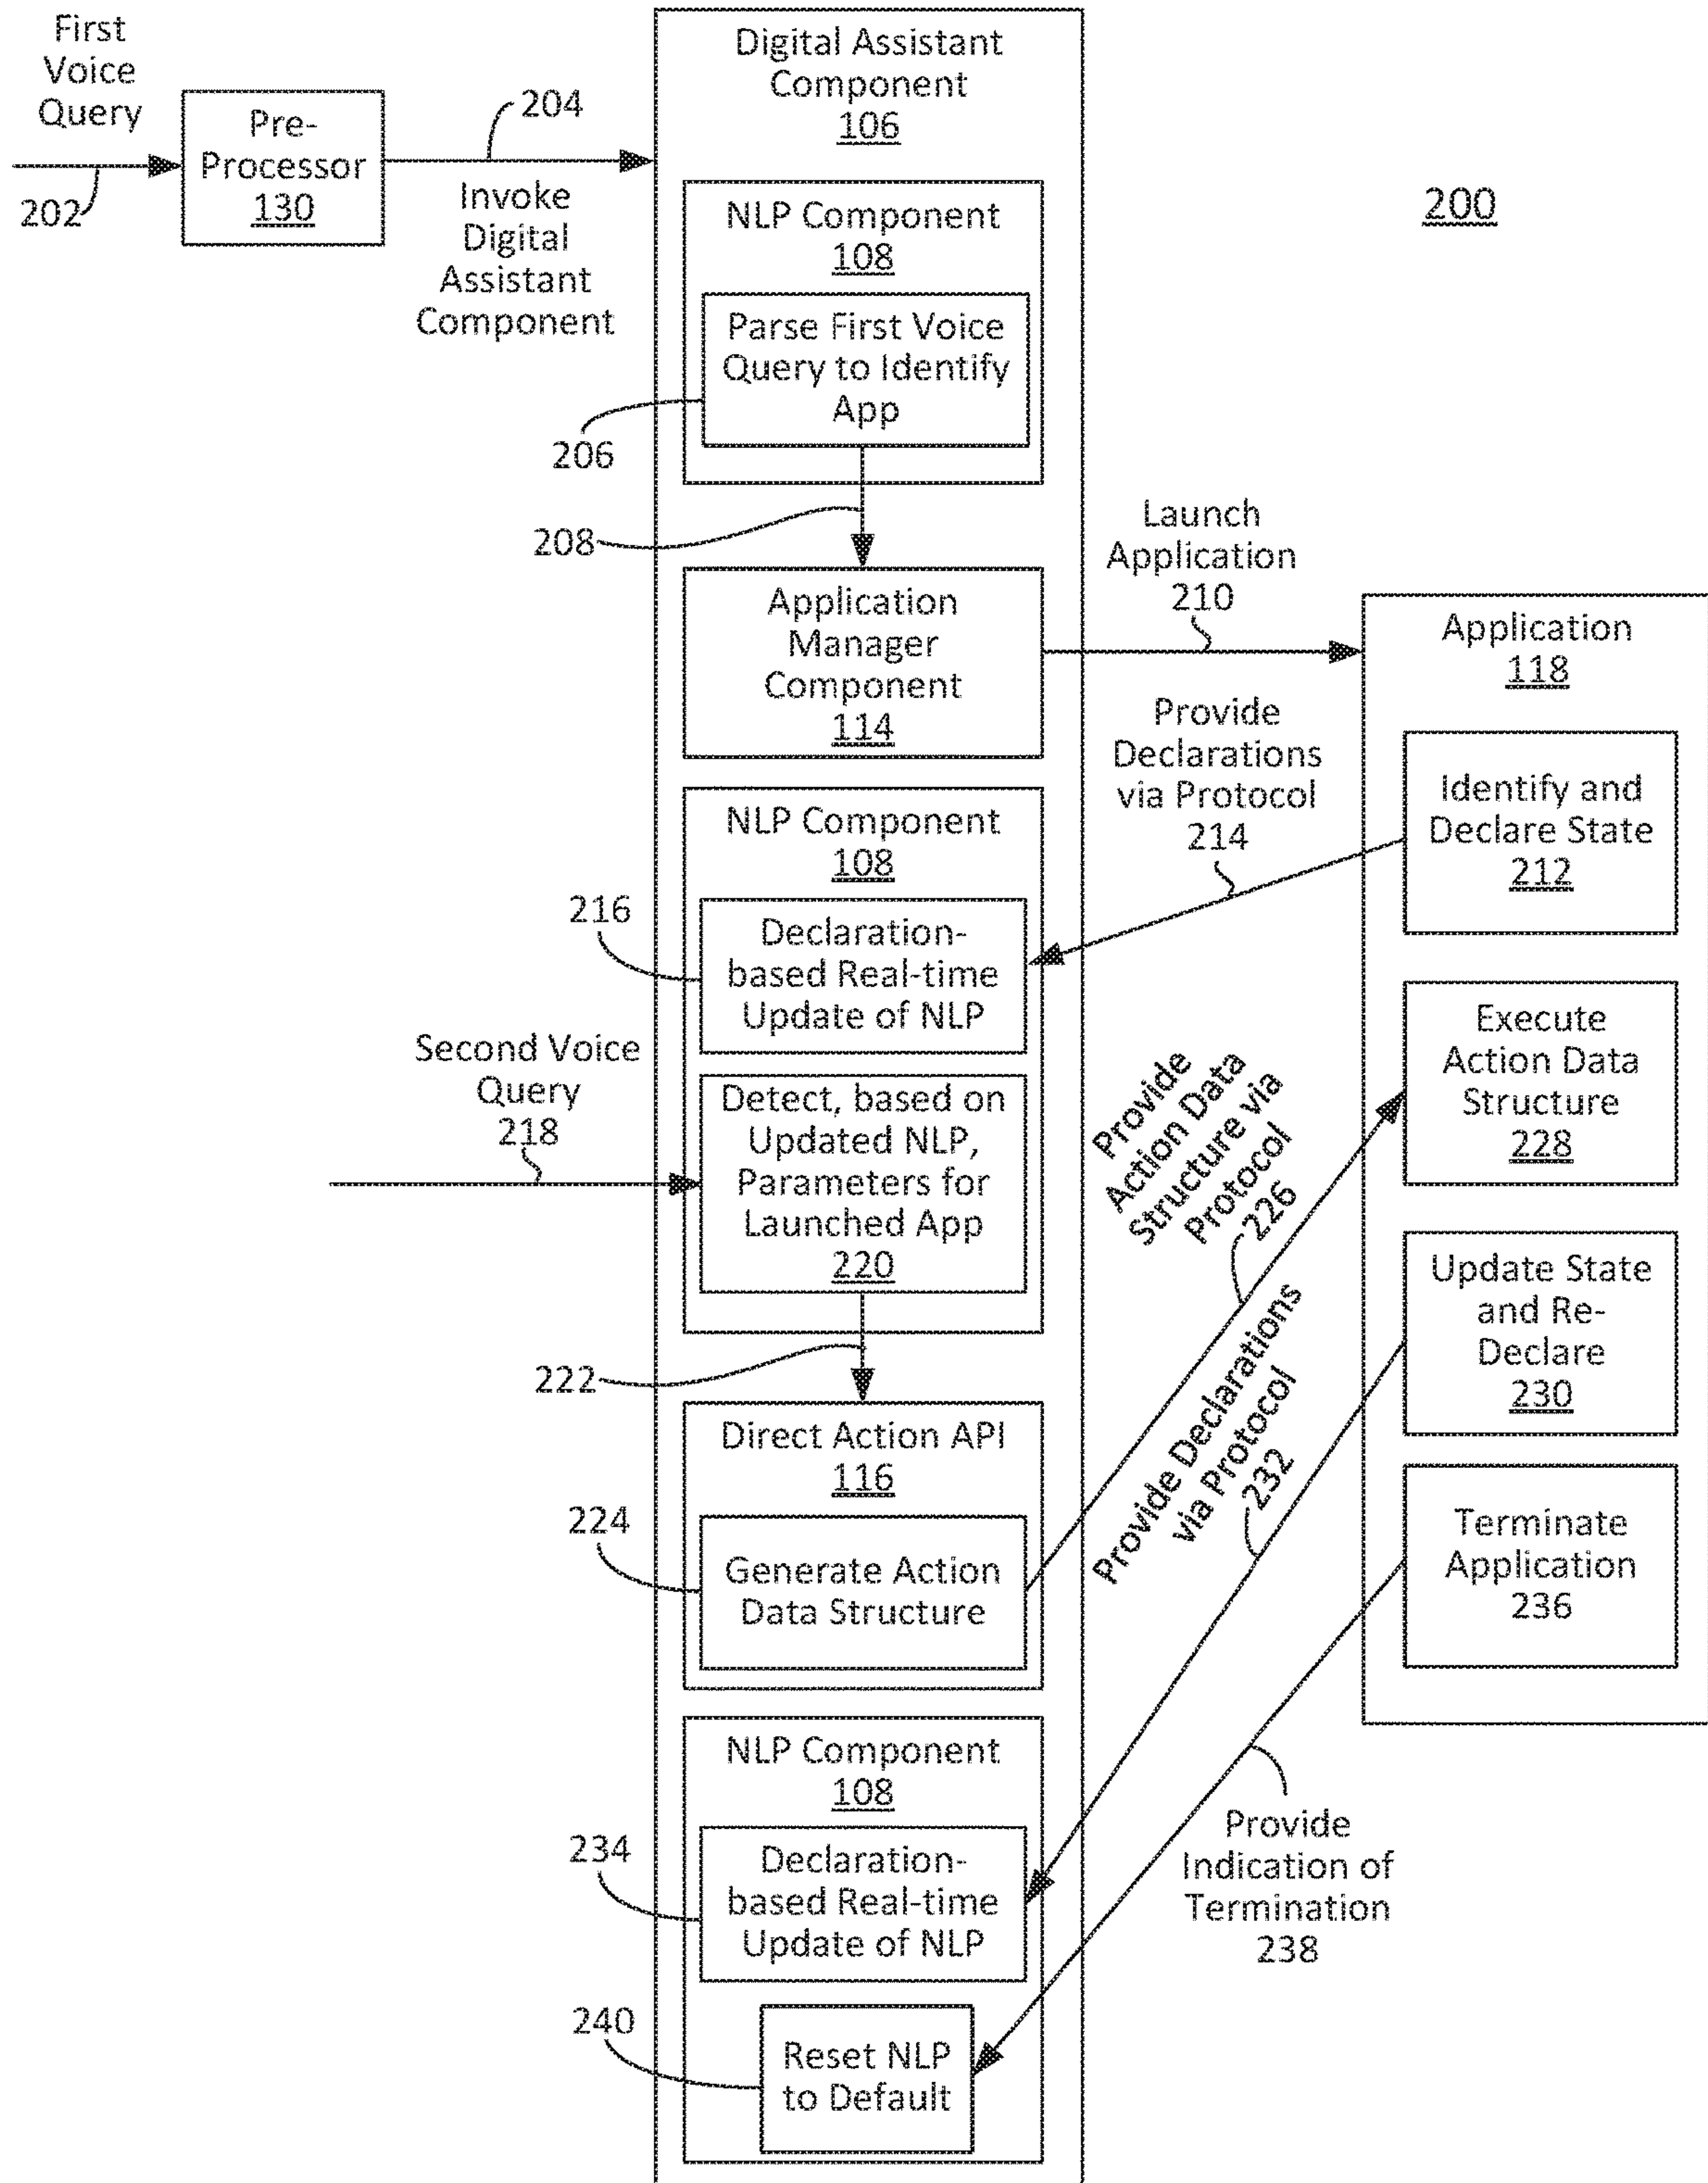 First
Voice
Query
202
Pre-
Processor
130
204
Invoke
Digital
Assistant
Component
Digital Assistant
Component
106
200
NLP Component
108
Parse First Voice
Query to Identify
App
206
208
Application
Manager
Component
114
Launch
Application
210
Application
118
Provide
Declarations
via Protocol
214
Identify and
Declare State
212
NLP Component
108
216
Declaration-
based Real-time
Update of NLP
Second Voice
Query
218
Detect, based on
Updated NLP,
Parameters for
Launched App
220
Provide
Action Data
Structure via
Protocol
226
Execute
Action Data
Structure
228
222
Update State
and Re-
Declare
230
Direct Action API
116
224
Generate Action
Data Structure
Provide Declarations
via Protocol
232
Terminate
Application
236
NLP Component
108
234
Declaration-
based Real-time
Update of NLP
Provide
Indication of
Termination
238
240
Reset NLP
to Default